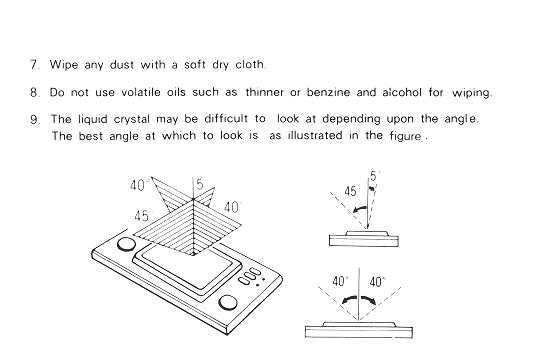 7. Wipe any dust with a soft dry cloth.
8. Do not use volatile oils such as thinner or benzine and alcohol for wiping.
9. The liquid crystal may be difficult to look at depending upon the angle.
The best angle at which to look is as illustrated in the figure.
40° 5°
40°
45°
5°
45°
40° 40°